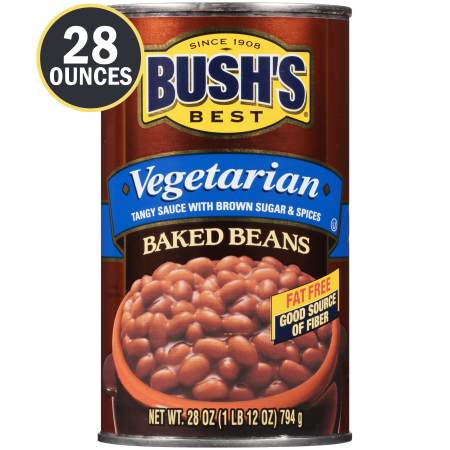 28
OUNCES
SINCE 1908
BUSH'S
BEST
Vegetarian
TANGY SAUCE WITH BROWN SUGAR & SPICES
U
BAKED BEANS
FAT FREE
GOOD SOURCE
OF FIBER
NET WT. 28 OZ (1 LB 12 OZ) 794 g